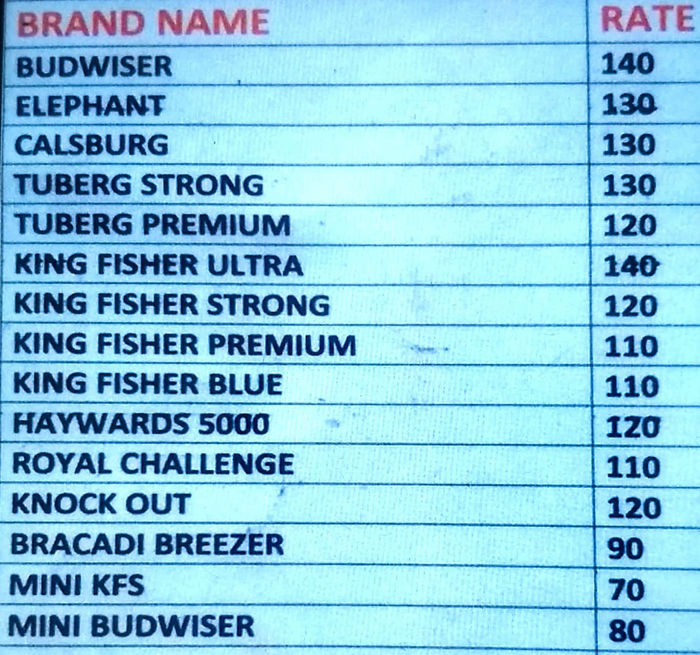 BRAND NAME RATE
BUDWISER 140
ELEPHANT 130
CALSBURG 130
TUBERG STRONG 130
TUBERG PREMIUM 120
KING FISHER ULTRA 140
KING FISHER STRONG 120
KING FISHER PREMIUM 110
KING FISHER BLUE 110
HAYWARDS 5000 120
ROYAL CHALLENGE 110
KNOCK OUT 120
BRACADI BREEZER 90
MINI KFS 70
MINI BUDWISER 80